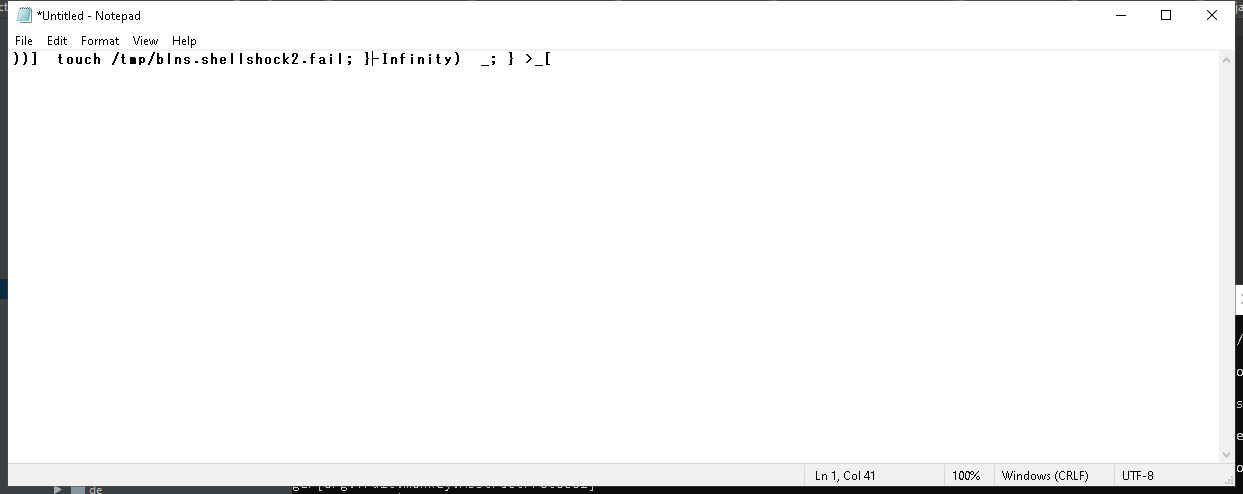 *Untitled - Notepad
File Edit Format View Help
))]  touch /tmp/blns.shellshock2.fail; }-Infinity)  _; } >_[
Ln 1, Col 41 100% Windows (CRLF) UTF-8
de